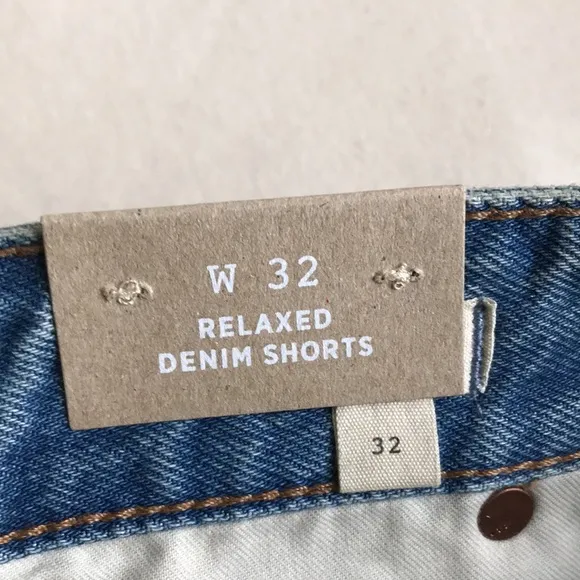 W 32
RELAXED
DENIM SHORTS
32